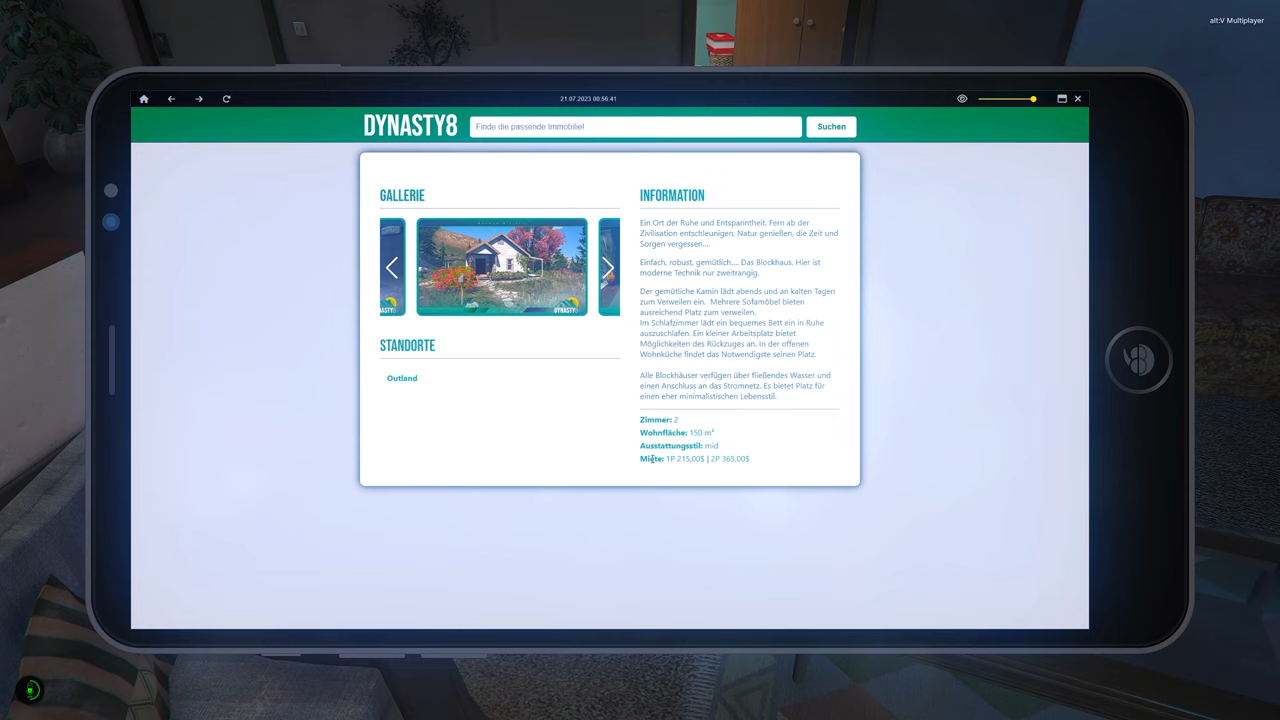 alt:V Multiplayer
21.07.2023 00:56:41
DYNASTY8
Finde die passende Immobilie!
Suchen
GALLERIE
DYNASTY8
STANDORTE
Outland
INFORMATION
Ein Ort der Ruhe und Entspanntheit. Fern ab der
Zivilisation entschleunigen, Natur genießen, die Zeit und
Sorgen vergessen....
Einfach, robust, gemütlich.... Das Blockhaus. Hier ist
moderne Technik nur zweitrangig.
Der gemütliche Kamin lädt abends und an kalten Tagen
zum Verweilen ein. Mehrere Sofamöbel bieten
ausreichend Platz zum verweilen.
Im Schlafzimmer lädt ein bequemes Bett ein in Ruhe
auszuschlafen. Ein kleiner Arbeitsplatz bietet
Möglichkeiten des Rückzuges an. In der offenen
Wohnküche findet das Notwendigste seinen Platz.
Alle Blockhäuser verfügen über fließendes Wasser und
einen Anschluss an das Stromnetz. Es bietet Platz für
einen eher minimalistischen Lebensstil.
Zimmer: 2
Wohnfläche: 150 m²
Ausstattungsstil: mid
Miete: 1P 215,00$ | 2P 365,00$